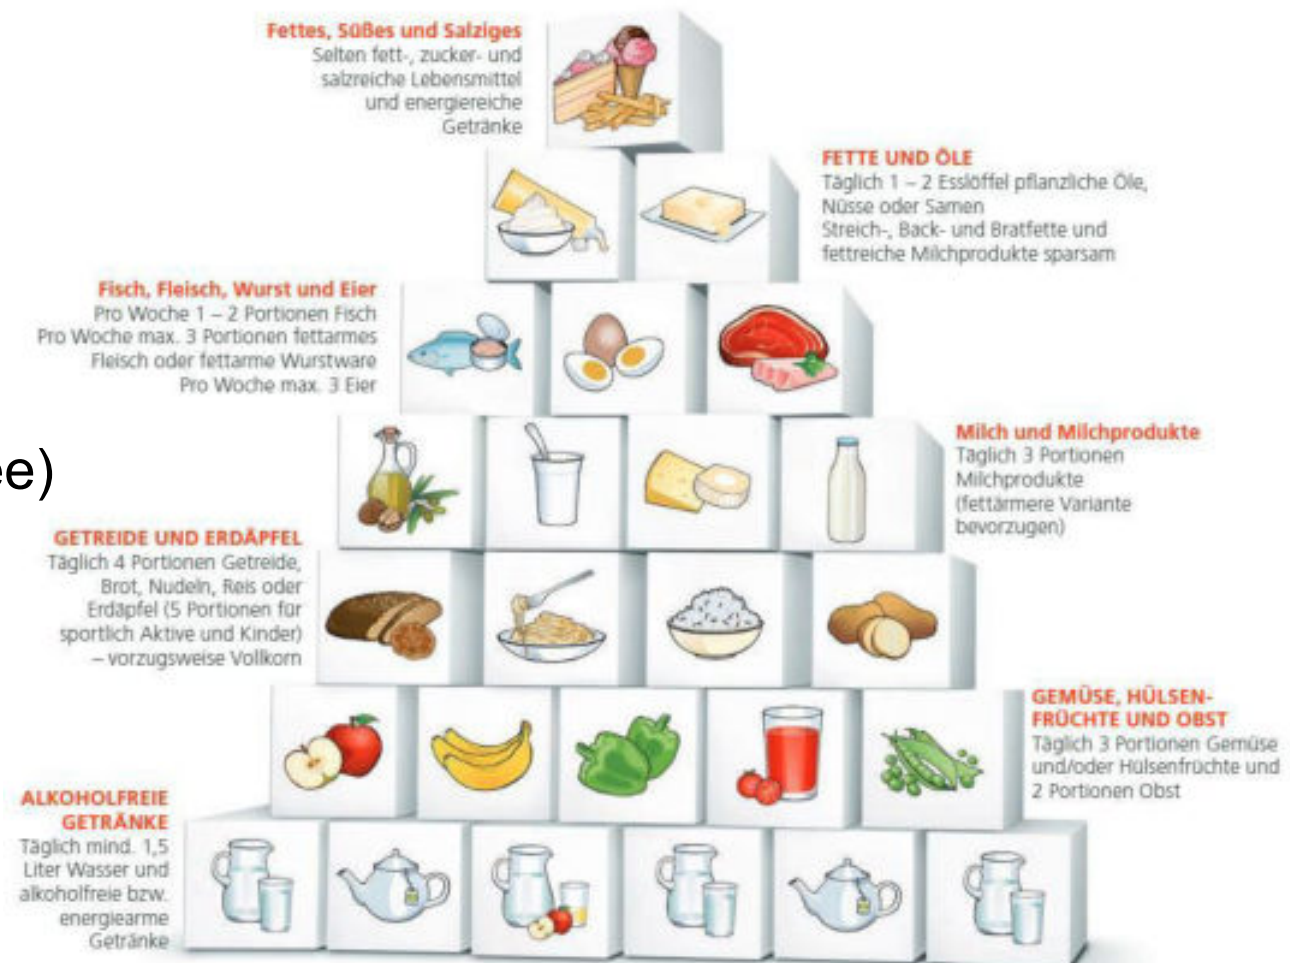 Fettes, Süßes und Salziges
Selten fett-, zucker- und
salzreiche Lebensmittel
und energiereiche
Getränke
FETTE UND ÖLE
Täglich 1 – 2 Esslöffel pflanzliche Öle,
Nüsse oder Samen
Streich-, Back- und Bratfette und
fettreiche Milchprodukte sparsam
Fisch, Fleisch, Wurst und Eier
Pro Woche 1 – 2 Portionen Fisch
Pro Woche max. 3 Portionen fettarmes
Fleisch oder fettarme Wurstware
Pro Woche max. 3 Eier
Milch und Milchprodukte
Täglich 3 Portionen
Milchprodukte
(fettärmere Variante
bevorzugen)
ee)
GETREIDE UND ERDÄPFEL
Täglich 4 Portionen Getreide,
Brot, Nudeln, Reis oder
Erdäpfel (5 Portionen für
sportlich Aktive und Kinder)
– vorzugsweise Vollkorn
GEMÜSE, HÜLSEN-
FRÜCHTE UND OBST
Täglich 3 Portionen Gemüse
und/oder Hülsenfrüchte und
2 Portionen Obst
ALKOHOLFREIE
GETRÄNKE
Täglich mind. 1,5
Liter Wasser und
alkoholfreie bzw.
energiearme
Getränke